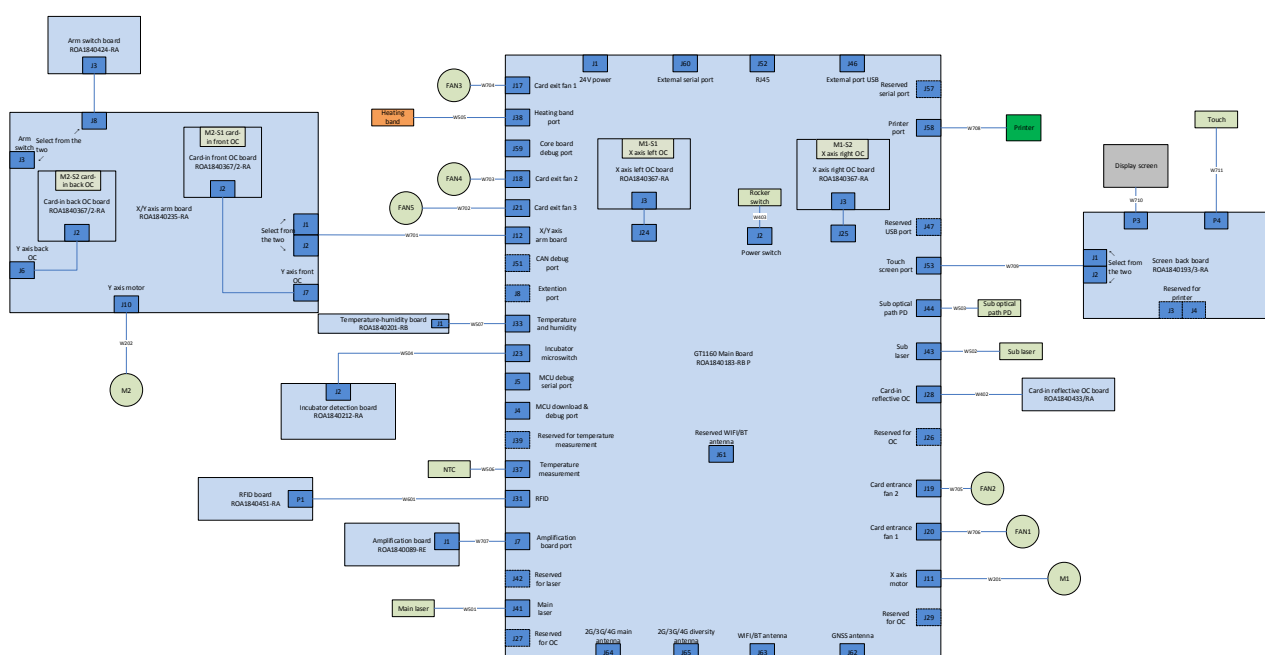 Arm switch board
ROA1840424-RA
J3
J8
Select from the
two
Arm
switch
J3
M2-S1 card-
in front OC
Card-in front OC board
ROA1840367/2-RA
J2
M2-S2 card-
in back OC
Card-in back OC board
ROA1840367/2-RA
J2
X/Y axis arm board
ROA1840235-RA
Select from
the two
J1
J2
Y axis back
OC
J6
Y axis front
OC
J7
Y axis motor
J10
W202
M2
FAN3
W704
Heating
band
W505
FAN4
W703
FAN5
W702
W701
Temperature-humidity board
ROA1840201-RB
J1
W507
W504
J2
Incubator detection board
ROA1840212-RA
NTC
W506
RFID board
ROA1840451-RA
P1
W601
Amplification board
ROA1840089-RE
J1
W707
Main laser
W501
J1
24V power
J60
External serial port
J52
RJ45
J46
External port USB
J17
Card exit fan 1
J38
Heating band
port
J59
Core board
debug port
J18
Card exit fan 2
J21
Card exit fan 3
J12
X/Y axis
arm board
J51
CAN debug
port
J8
Extention
port
J33
Temperature
and humidity
J23
Incubator
microswitch
J5
MCU debug
serial port
J4
MCU download &
debug port
J39
Reserved for temperature
measurement
J37
Temperature
measurement
J31
RFID
J7
Amplification
board port
J42
Reserved
for laser
J41
Main
laser
J27
Reserved
for OC
M1-S1
X axis left OC
X axis left OC board
ROA1840367-RA
J3
J24
Rocker
switch
W403
J2
Power switch
M1-S2
X axis right OC
X axis right OC board
ROA1840367-RA
J3
J25
GT1160 Main Board
ROA1840183-RB P
Reserved WIFI/BT
antenna
J61
2G/3G/4G main
antenna
J64
2G/3G/4G diversity
antenna
J65
WIFI/BT antenna
J63
GNSS antenna
J62
Reserved
serial port
J57
Printer
port
J58
Reserved
USB port
J47
Touch
screen port
J53
Sub optical
path PD
J44
Sub
laser
J43
Card-in
reflective OC
J28
Reserved for
OC
J26
Card entrance
fan 2
J19
Card entrance
fan 1
J20
X axis
motor
J11
Reserved
for OC
J29
W708
Printer
Touch
W711
Display screen
W710
P3
P4
J1
J2
Select from
the two
Screen back board
ROA1840193/3-RA
Reserved for
printer
J3
J4
W709
W503
Sub optical
path PD
W502
Sub laser
W402
Card-in reflective OC board
ROA1840433/RA
W705
FAN2
W706
FAN1
W201
M1